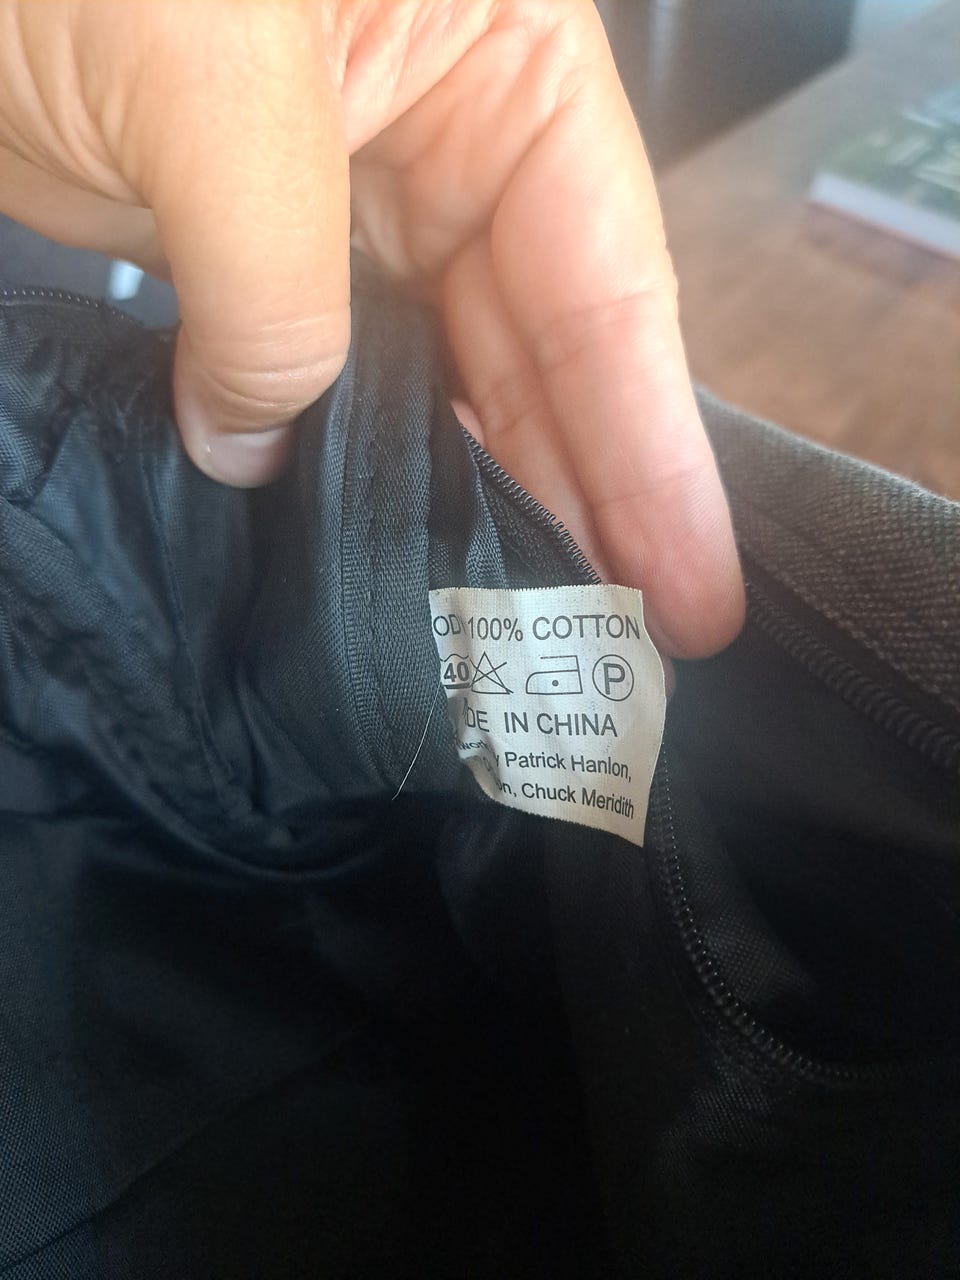 100% COTTON
40 P
IN CHINA
Patrick Hanlon,
Chuck Meridith